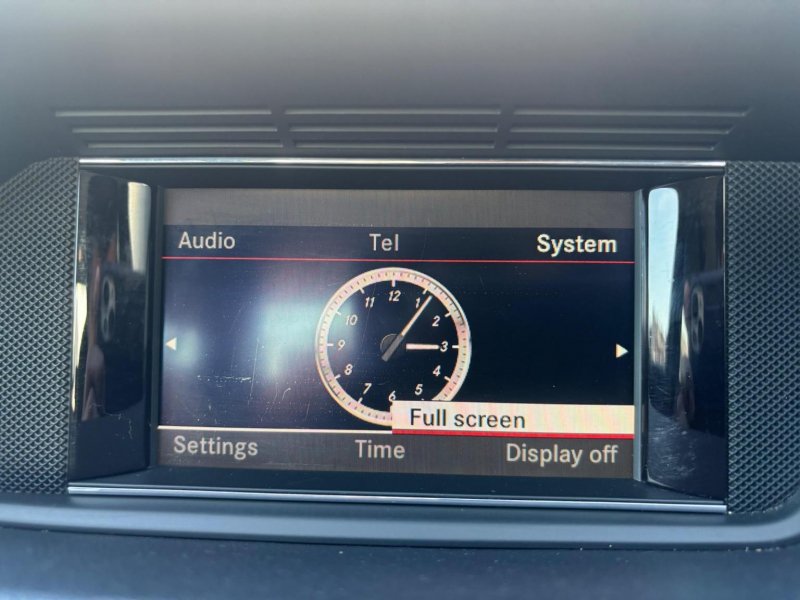 Audio Tel System
12
11 1
10 2
9 3
8 4
7 5
6
Full screen
Settings Time Display off